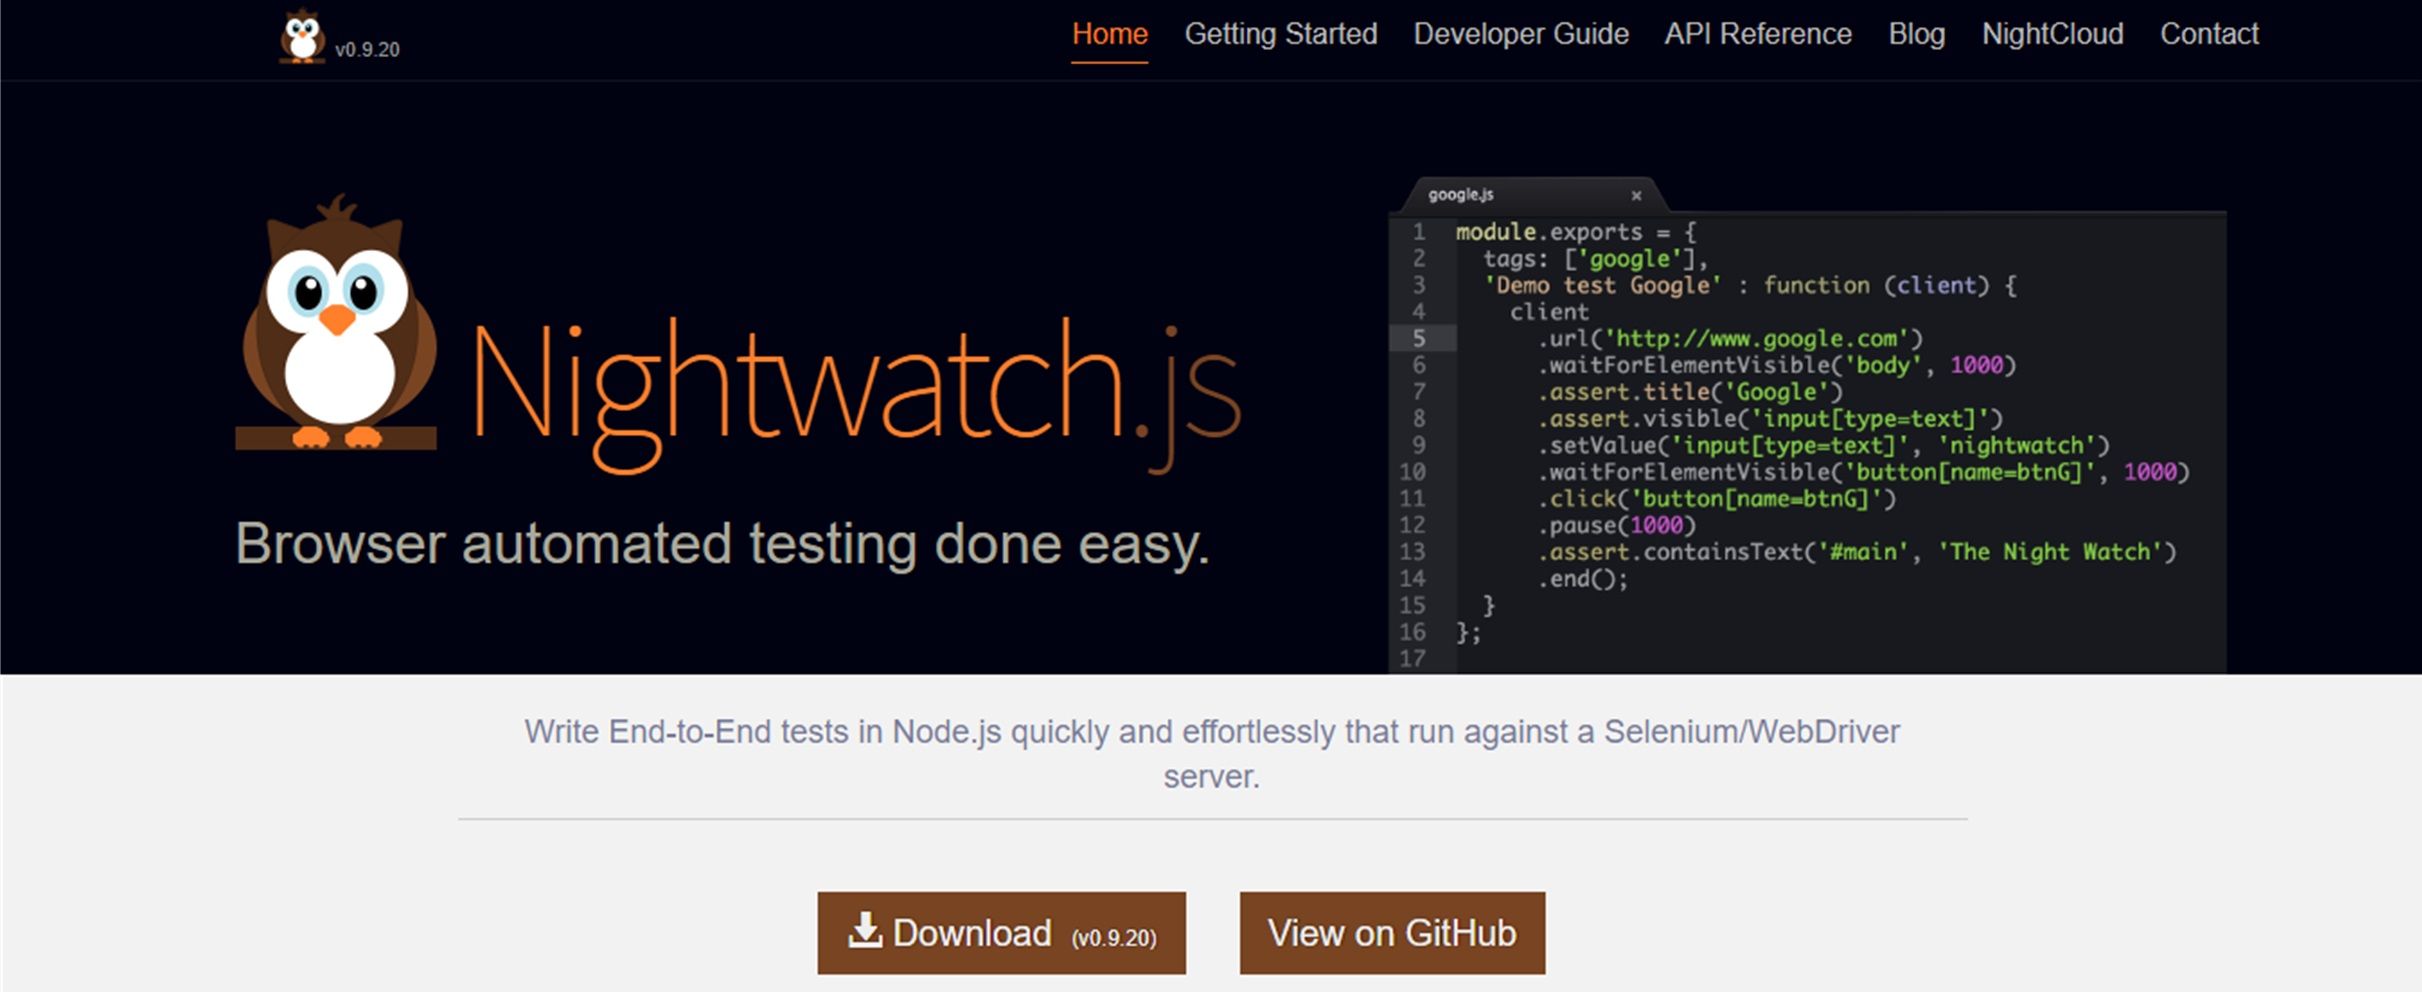 v0.9.20
Home Getting Started Developer Guide API Reference Blog NightCloud Contact
Nightwatch.js
Browser automated testing done easy.
google.js ×
1 module.exports = {
2 tags: ['google'],
3 'Demo test Google' : function (client) {
4 client
5 .url('http://www.google.com')
6 .waitForElementVisible('body', 1000)
7 .assert.title('Google')
8 .assert.visible('input[type=text]')
9 .setValue('input[type=text]', 'nightwatch')
10 .waitForElementVisible('button[name=btnG]', 1000)
11 .click('button[name=btnG]')
12 .pause(1000)
13 .assert.containsText('#main', 'The Night Watch')
14 .end();
15 }
16 };
17
Write End-to-End tests in Node.js quickly and effortlessly that run against a Selenium/WebDriver
server.
Download (v0.9.20)
View on GitHub